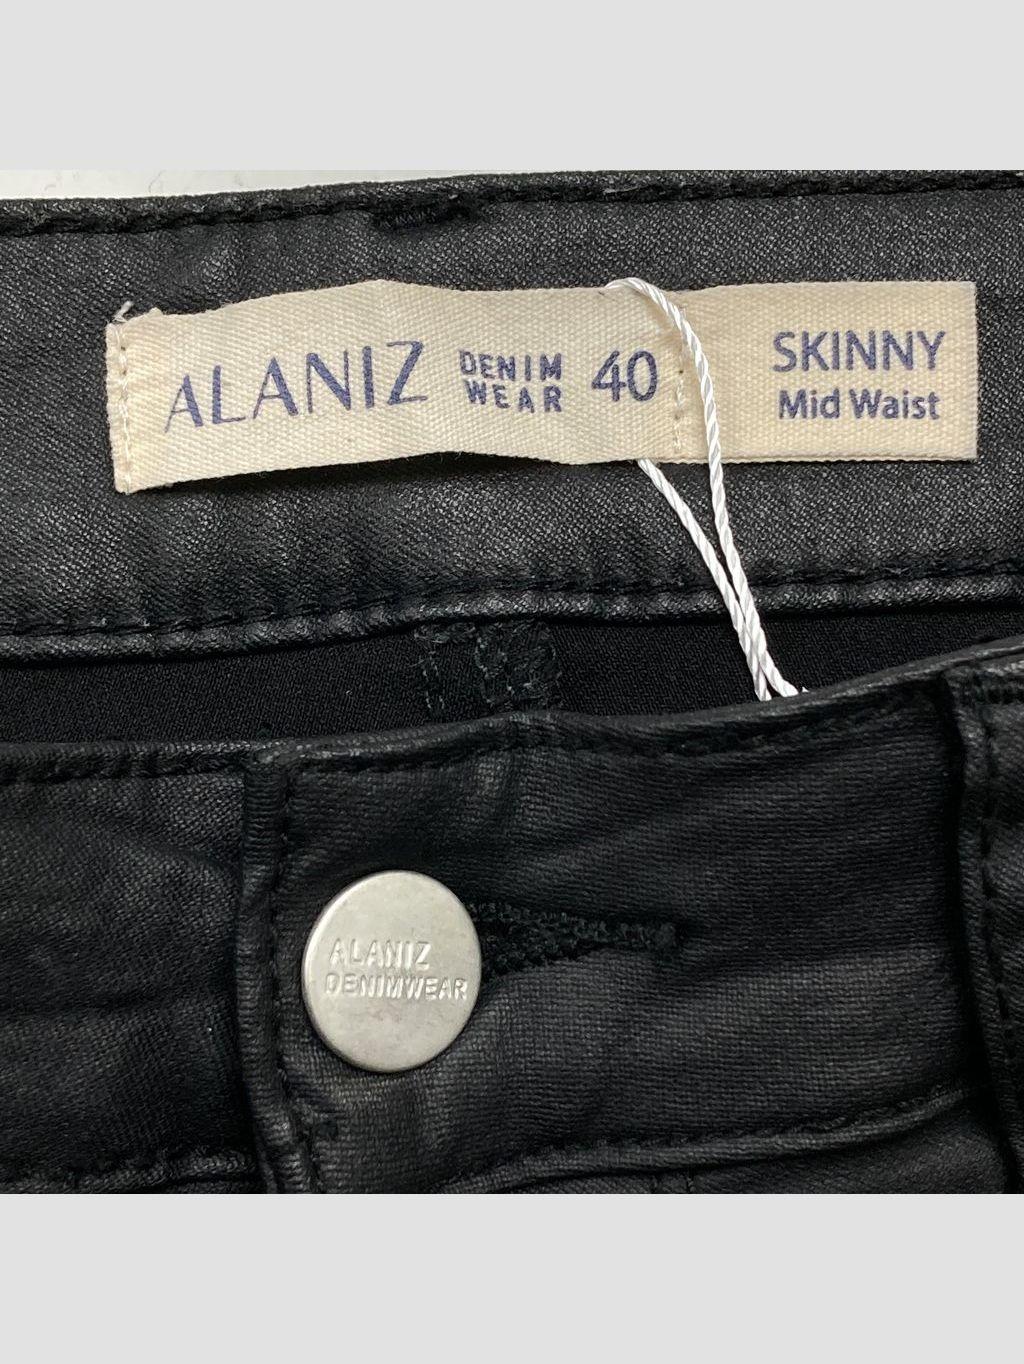 ALANIZ DENIM WEAR 40
SKINNY
Mid Waist
ALANIZ
DENIMWEAR